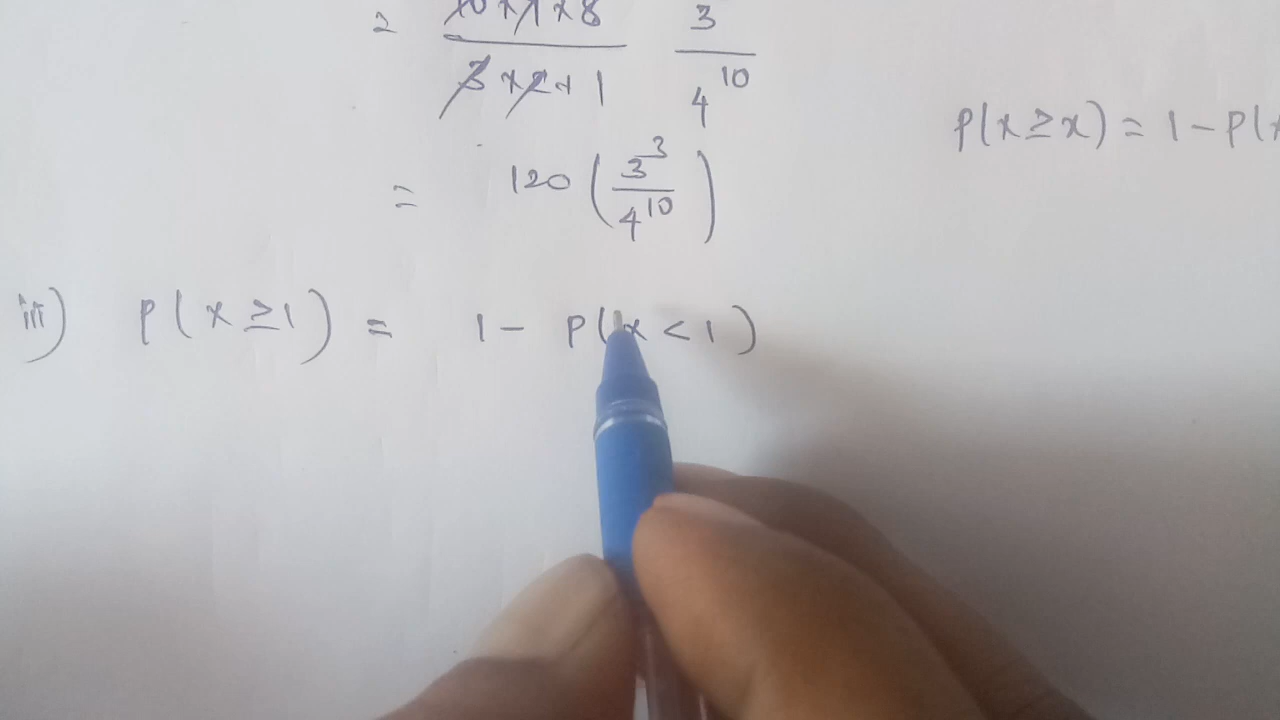 = 10 x 9 x 8 / 3 x 2 x 1 3 / 4^10
P(x ≥ x) = 1 - P(x
= 120 (3^3 / 4^10)
iii) P(x ≥ 1) = 1 - P(x < 1)